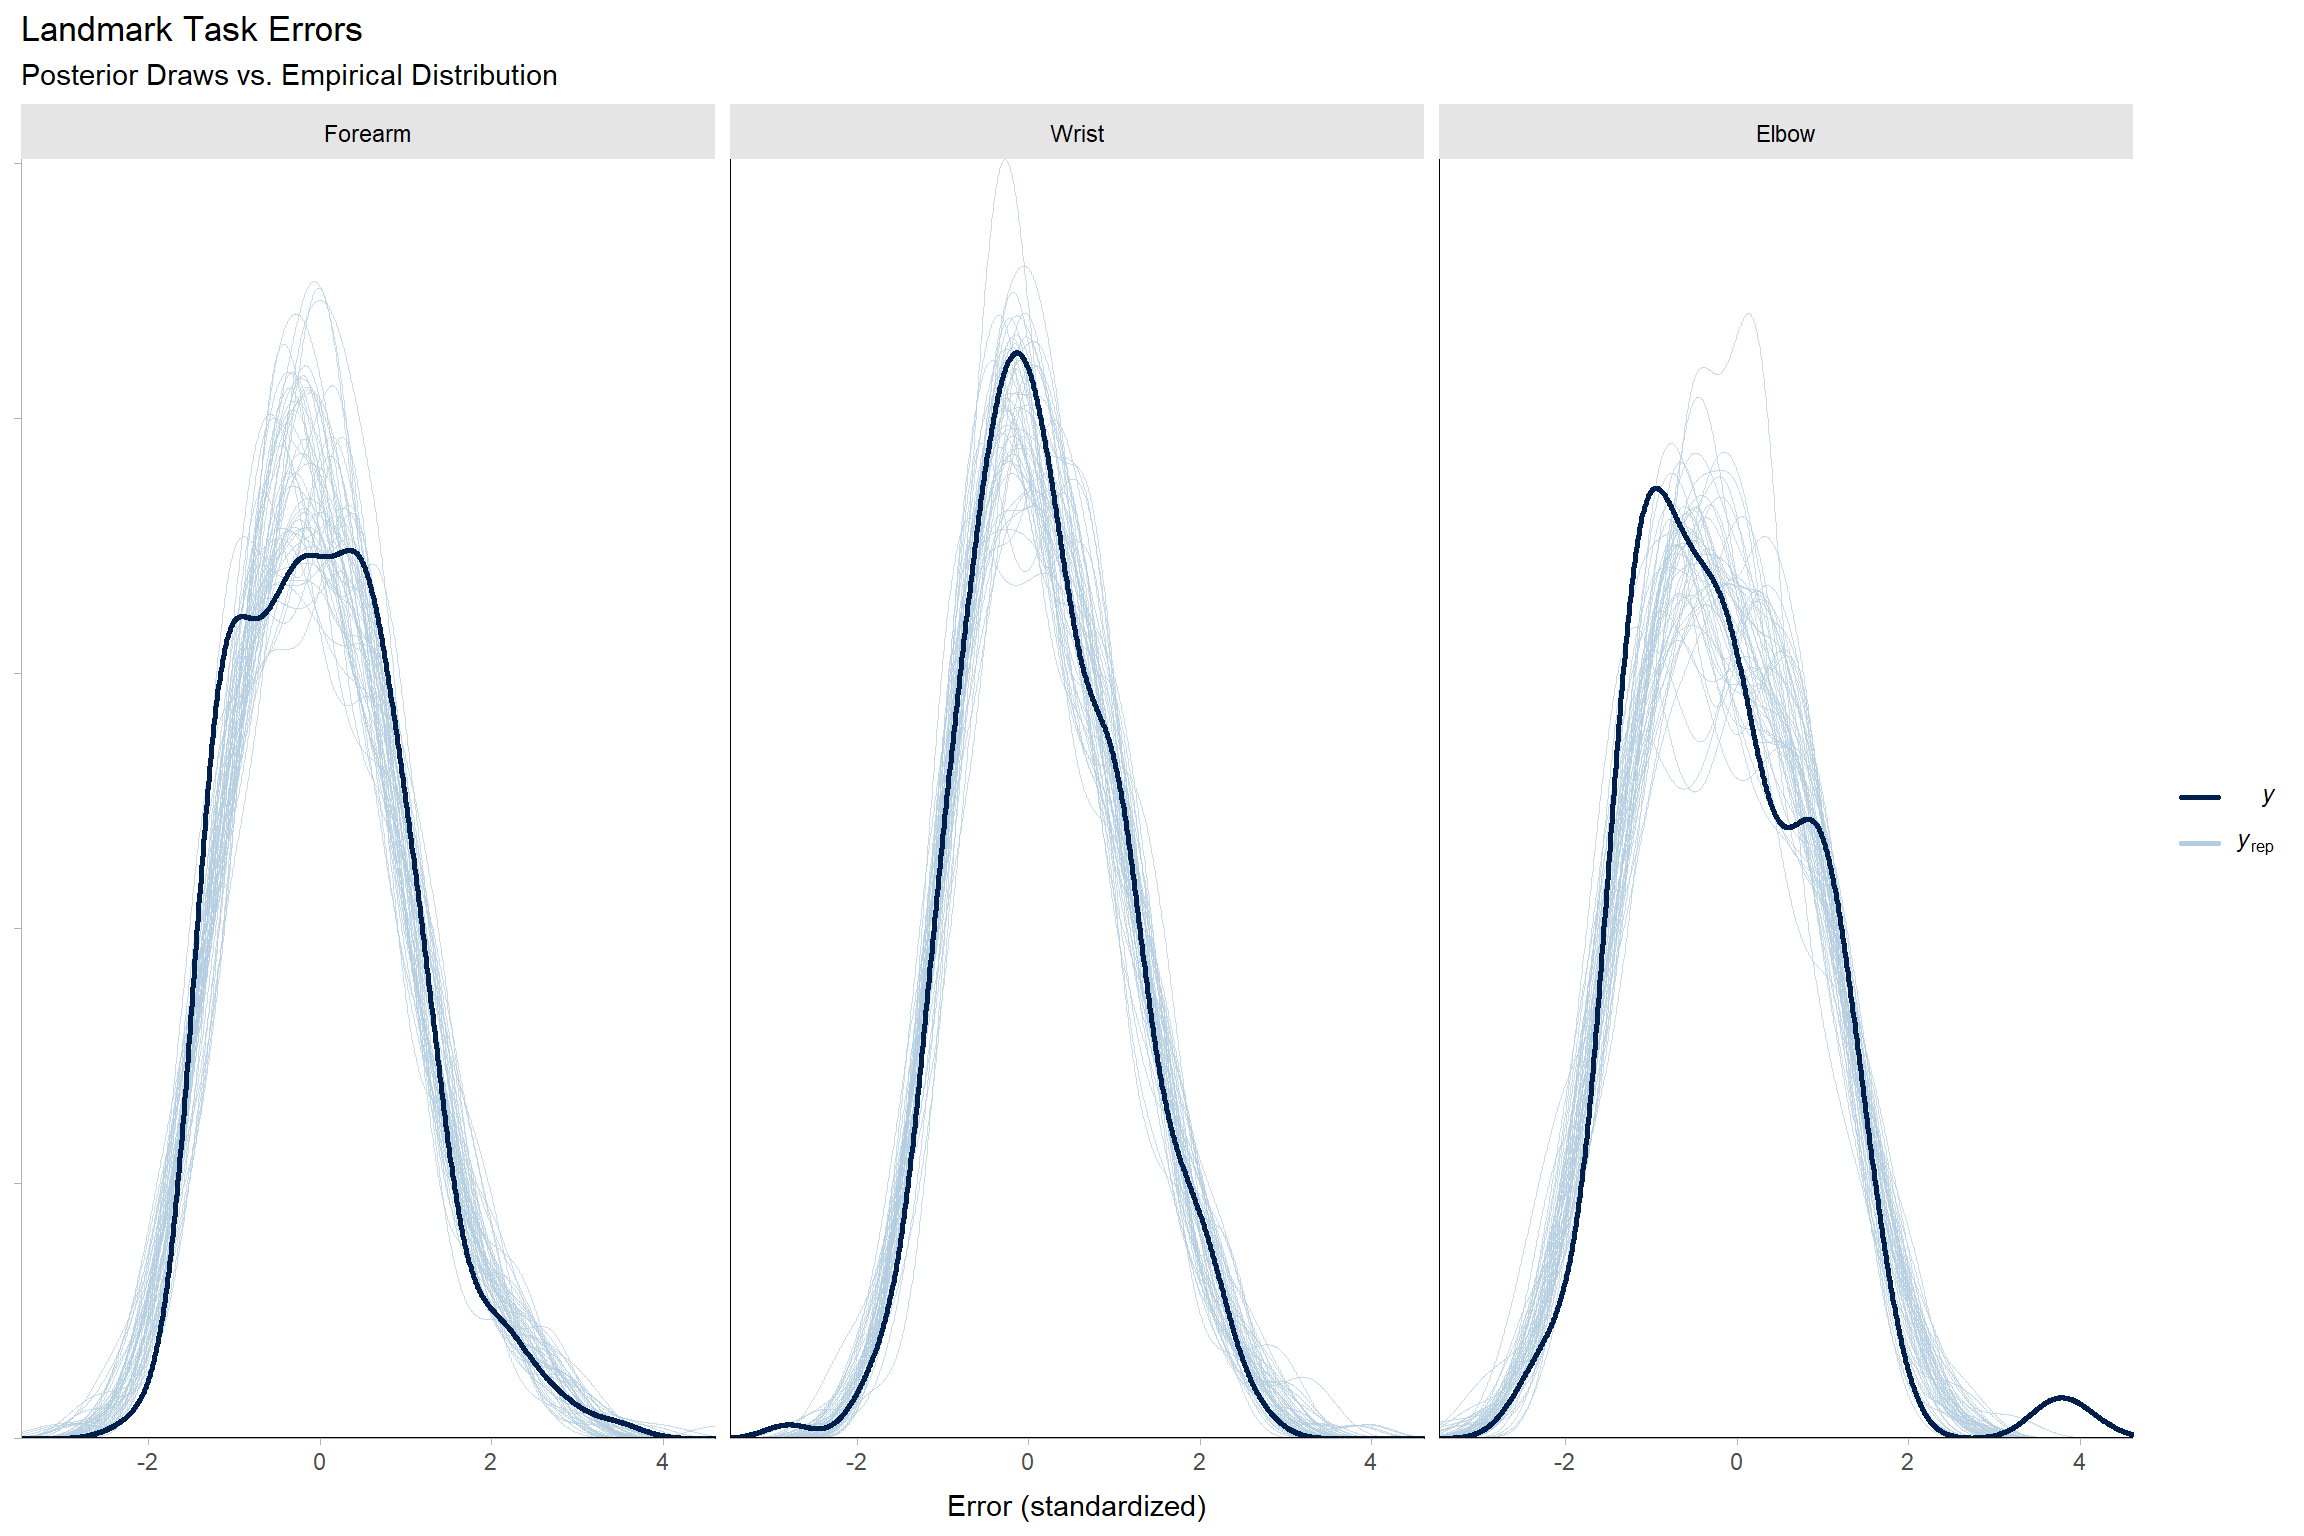 Landmark Task Errors
Posterior Draws vs. Empirical Distribution
Forearm Wrist Elbow
y
yrep
-2 0 2 4 -2 0 2 4 -2 0 2 4
Error (standardized)